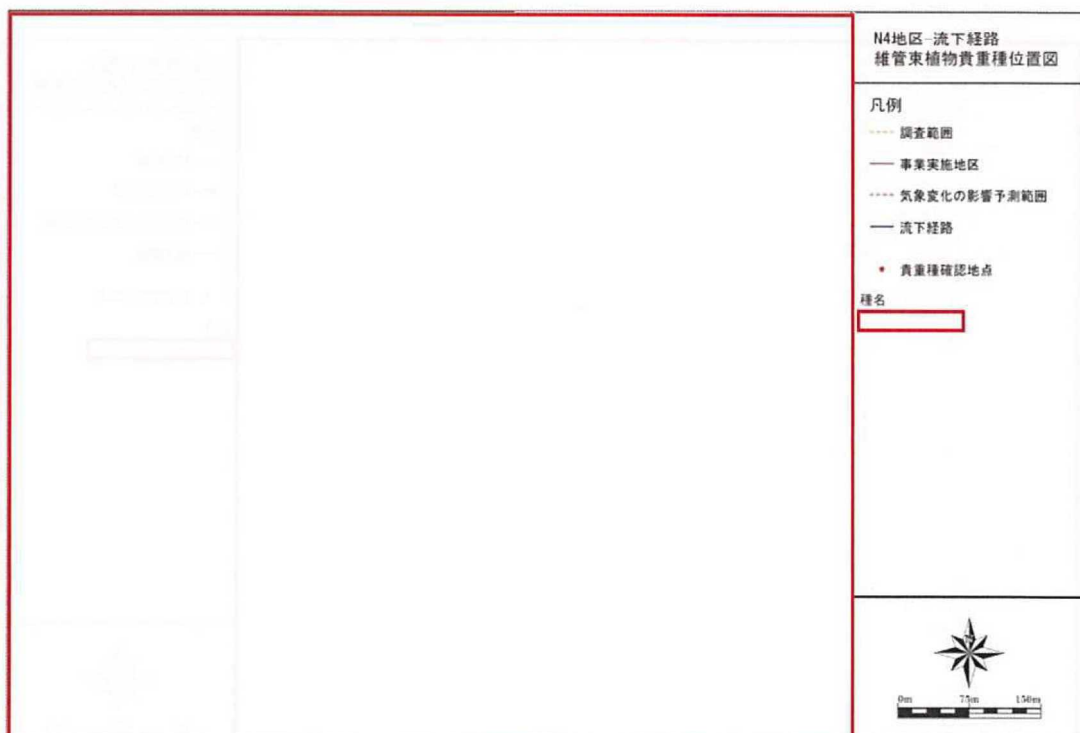 N4地区-流下経路
維管束植物貴重種位置図
凡例
調査範囲
事業実施地区
気象変化の影響予測範囲
流下経路
貴重種確認地点
種名
N
0m 75m 150m